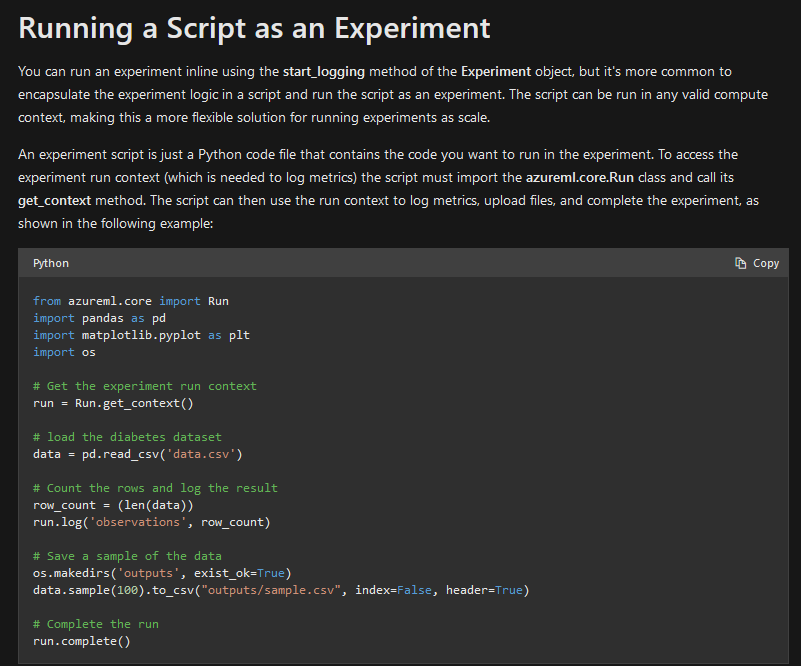 Running a Script as an Experiment
You can run an experiment inline using the start_logging method of the Experiment object, but it's more common to
encapsulate the experiment logic in a script and run the script as an experiment. The script can be run in any valid compute
context, making this a more flexible solution for running experiments as scale.
An experiment script is just a Python code file that contains the code you want to run in the experiment. To access the
experiment run context (which is needed to log metrics) the script must import the azureml.core.Run class and call its
get_context method. The script can then use the run context to log metrics, upload files, and complete the experiment, as
shown in the following example:
Python Copy
from azureml.core import Run
import pandas as pd
import matplotlib.pyplot as plt
import os
# Get the experiment run context
run = Run.get_context()
# load the diabetes dataset
data = pd.read_csv('data.csv')
# Count the rows and log the result
row_count = (len(data))
run.log('observations', row_count)
# Save a sample of the data
os.makedirs('outputs', exist_ok=True)
data.sample(100).to_csv("outputs/sample.csv", index=False, header=True)
# Complete the run
run.complete()